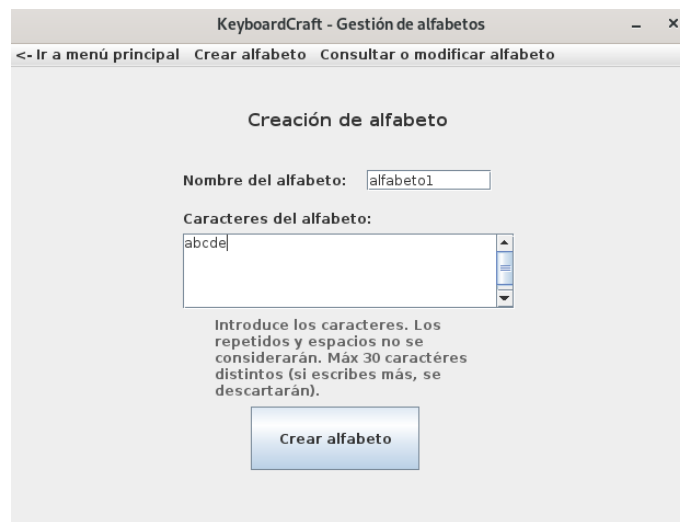 KeyboardCraft - Gestión de alfabetos
<- Ir a menú principal Crear alfabeto Consultar o modificar alfabeto
Creación de alfabeto
Nombre del alfabeto: alfabeto1
Caracteres del alfabeto:
abcde
Introduce los caracteres. Los
repetidos y espacios no se
considerarán. Máx 30 caractéres
distintos (si escribes más, se
descartarán).
Crear alfabeto